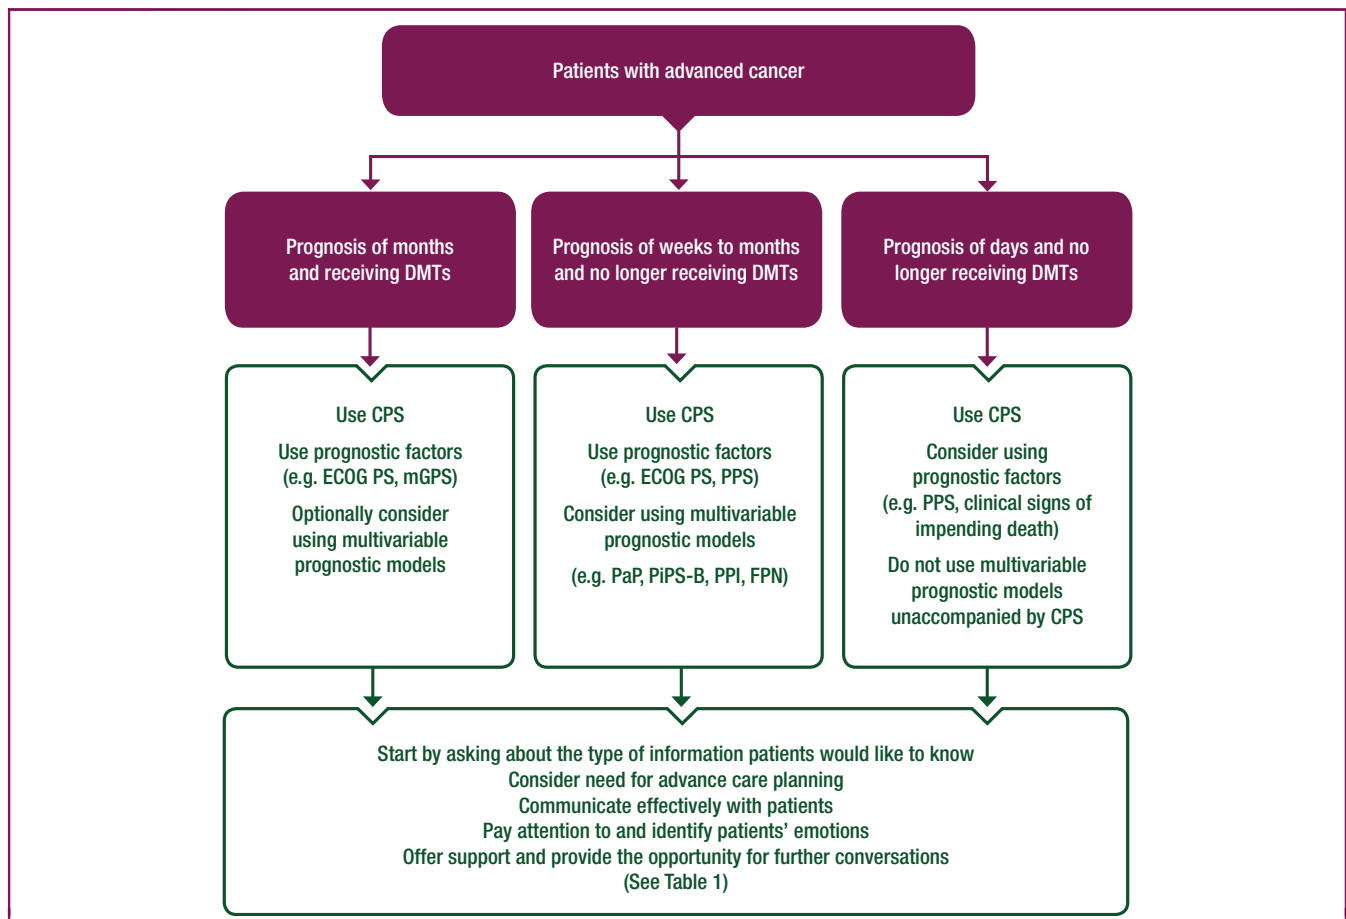 Patients with advanced cancer
Prognosis of months
and receiving DMTs
Prognosis of weeks to months
and no longer receiving DMTs
Prognosis of days and no
longer receiving DMTs
Use CPS
Use prognostic factors
(e.g. ECOG PS, mGPS)
Optionally consider
using multivariable
prognostic models
Use CPS
Use prognostic factors
(e.g. ECOG PS, PPS)
Consider using multivariable
prognostic models
(e.g. PaP, PiPS-B, PPI, FPN)
Use CPS
Consider using
prognostic factors
(e.g. PPS, clinical signs of
impending death)
Do not use multivariable
prognostic models
unaccompanied by CPS
Start by asking about the type of information patients would like to know
Consider need for advance care planning
Communicate effectively with patients
Pay attention to and identify patients’ emotions
Offer support and provide the opportunity for further conversations
(See Table 1)